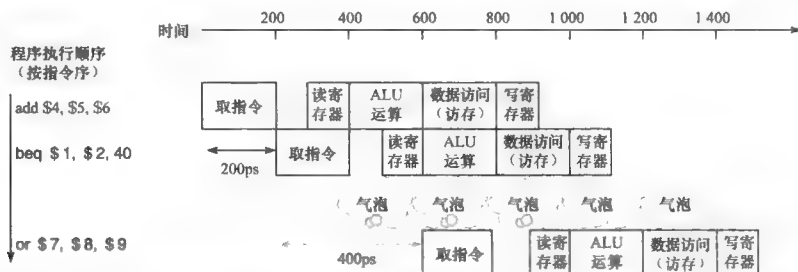 200 400 600 800 1 000 1 200 1 400
时间
程序执行顺序
（按指令序）
add $4, $5, $6
取指令 读寄存器 ALU运算 数据访问（访存） 写寄存器
beq $1, $2, 40
取指令 读寄存器 ALU运算 数据访问（访存） 写寄存器
200ps
气泡 气泡 气泡 气泡 气泡
or $7, $8, $9
400ps
取指令 读寄存器 ALU运算 数据访问（访存） 写寄存器